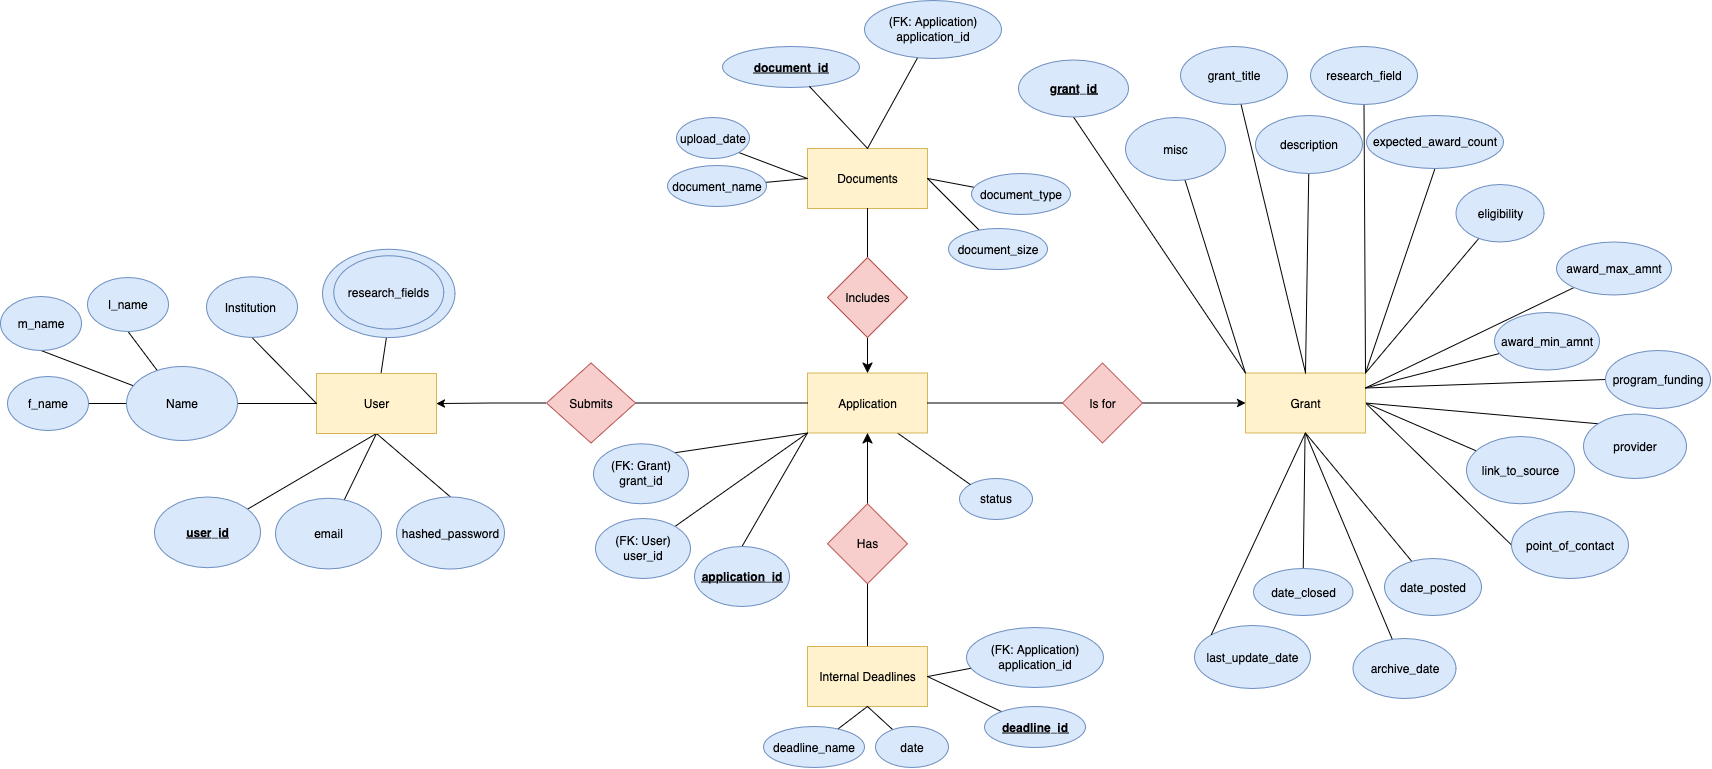 (FK: Application)
application_id
document_id
grant_id
grant_title
research_field
upload_date
misc
description
expected_award_count
Documents
document_name
document_type
document_size
eligibility
award_max_amnt
research_fields
Institution
l_name
m_name
Includes
award_min_amnt
program_funding
f_name
Name
User
Submits
Application
Is for
Grant
provider
(FK: Grant)
grant_id
link_to_source
status
user_id
email
hashed_password
(FK: User)
user_id
Has
point_of_contact
application_id
date_closed
date_posted
(FK: Application)
application_id
last_update_date
archive_date
Internal Deadlines
deadline_id
deadline_name
date